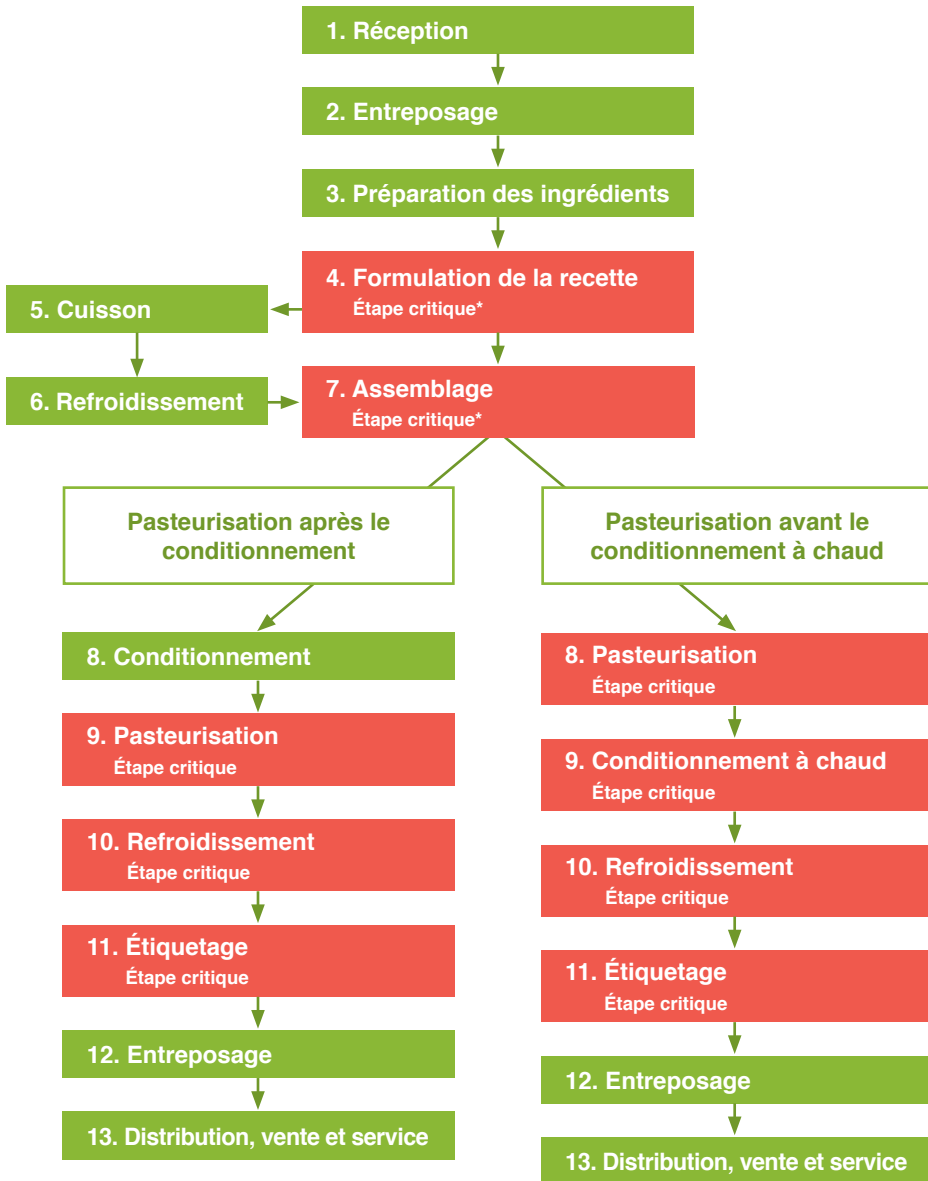 1. Réception
2. Entreposage
3. Préparation des ingrédients
4. Formulation de la recette
Étape critique*
5. Cuisson
6. Refroidissement
7. Assemblage
Étape critique*
Pasteurisation après le
conditionnement
8. Conditionnement
9. Pasteurisation
Étape critique
10. Refroidissement
Étape critique
11. Étiquetage
Étape critique
12. Entreposage
13. Distribution, vente et service
Pasteurisation avant le
conditionnement à chaud
8. Pasteurisation
Étape critique
9. Conditionnement à chaud
Étape critique
10. Refroidissement
Étape critique
11. Étiquetage
Étape critique
12. Entreposage
13. Distribution, vente et service